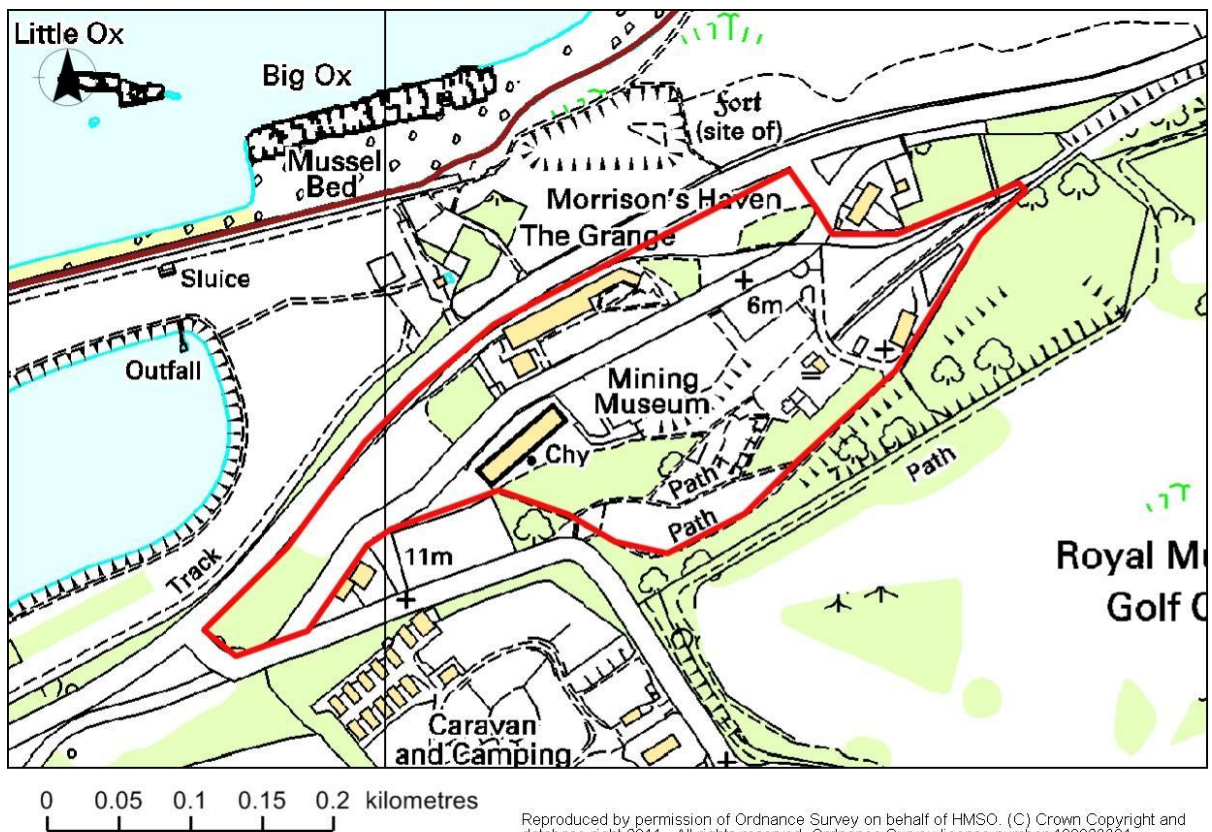 Little Ox
Big Ox
Mussel
Bed
Fort
(site of)
Morrison's Haven
The Grange
Sluice
6m
Outfall
Mining
Museum
Chy
Path
Path
Path
Track
11m
Royal
Golf
Caravan
and Camping
0 0.05 0.1 0.15 0.2 kilometres
Reproduced by permission of Ordnance Survey on behalf of HMSO. (C) Crown Copyright and